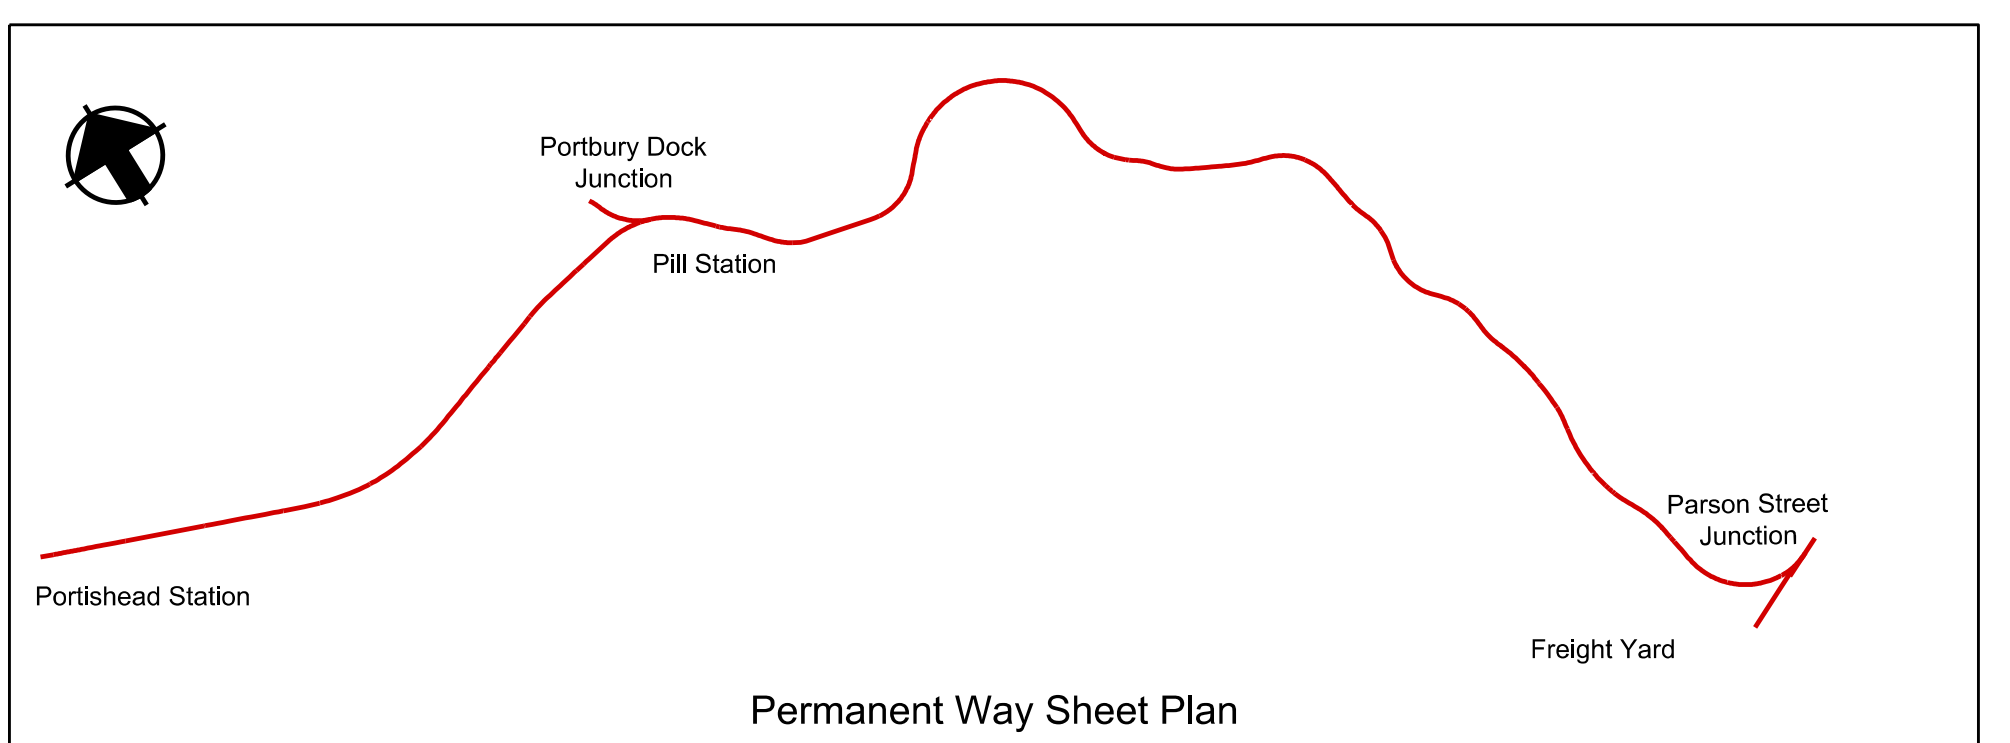 Portbury Dock
Junction
Pill Station
Parson Street
Junction
Portishead Station
Freight Yard
Permanent Way Sheet Plan